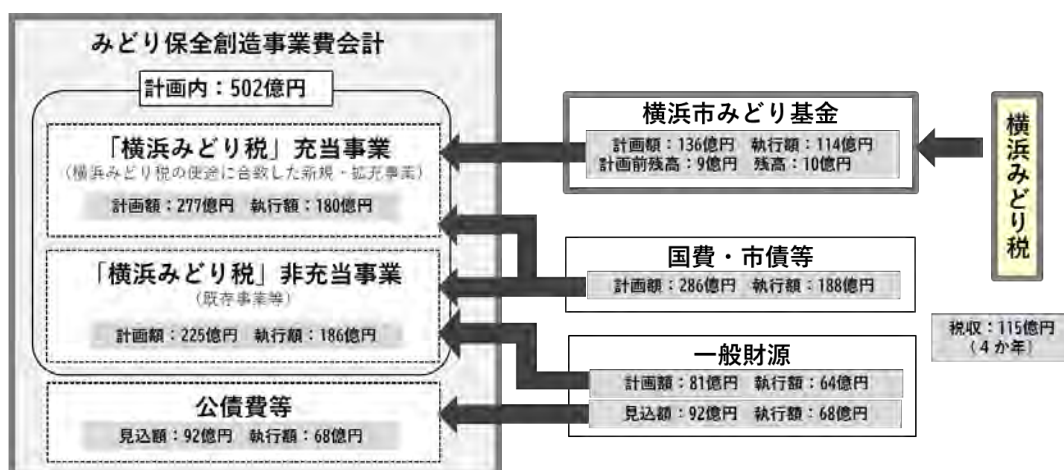 みどり保全創造事業費会計
計画内：502億円
「横浜みどり税」充当事業
（横浜みどり税の使途に合致した新規・拡充事業）
計画額：277億円　執行額：180億円
「横浜みどり税」非充当事業
（既存事業等）
計画額：225億円　執行額：186億円
公債費等
見込額：92億円　執行額：68億円
横浜市みどり基金
計画額：136億円　執行額：114億円
計画前残高：9億円　残高：10億円
国費・市債等
計画額：286億円　執行額：188億円
一般財源
計画額：81億円　執行額：64億円
見込額：92億円　執行額：68億円
横浜みどり税
税収：115億円
（４か年）